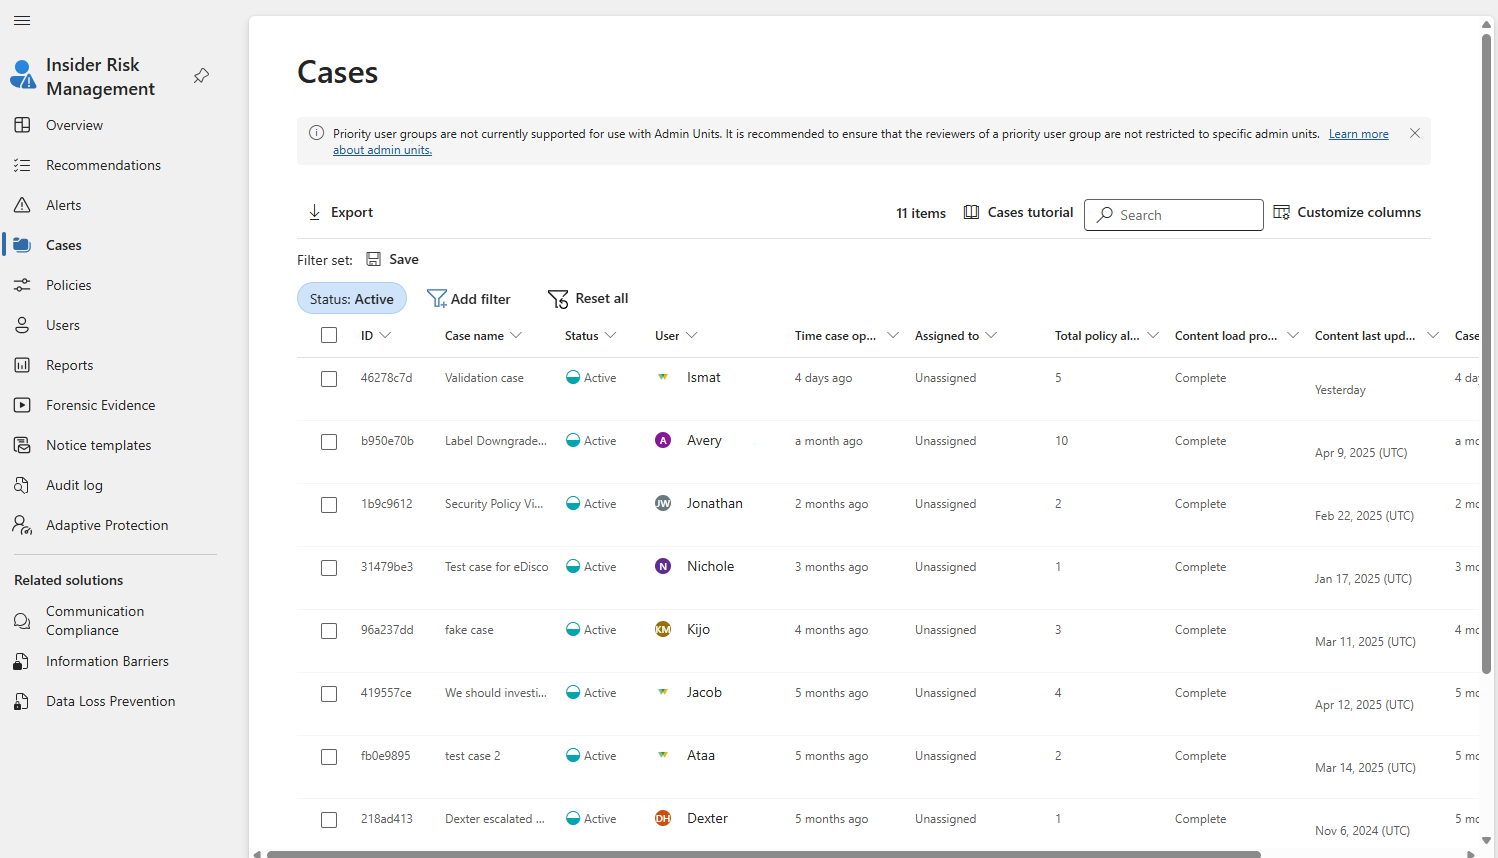 Insider Risk
Management
Overview
Recommendations
Alerts
Cases
Policies
Users
Reports
Forensic Evidence
Notice templates
Audit log
Adaptive Protection
Related solutions
Communication
Compliance
Information Barriers
Data Loss Prevention
Cases
Priority user groups are not currently supported for use with Admin Units. It is recommended to ensure that the reviewers of a priority user group are not restricted to specific admin units. Learn more
about admin units.
Export 11 items Cases tutorial Search Customize columns
Filter set: Save
Status: Active Add filter Reset all
ID Case name Status User Time case op... Assigned to Total policy al... Content load pro... Content last upd... Case
46278c7d Validation case Active Ismat 4 days ago Unassigned 5 Complete Yesterday 4 da
b950e70b Label Downgrade... Active A Avery a month ago Unassigned 10 Complete Apr 9, 2025 (UTC) a mo
1b9c9612 Security Policy Vi... Active JW Jonathan 2 months ago Unassigned 2 Complete Feb 22, 2025 (UTC) 2 mo
31479be3 Test case for eDisco Active N Nichole 3 months ago Unassigned 1 Complete Jan 17, 2025 (UTC) 3 mo
96a237dd fake case Active KM Kijo 4 months ago Unassigned 3 Complete Mar 11, 2025 (UTC) 4 mo
419557ce We should investi... Active Jacob 5 months ago Unassigned 4 Complete Apr 12, 2025 (UTC) 5 mo
fb0e9895 test case 2 Active Ataa 5 months ago Unassigned 2 Complete Mar 14, 2025 (UTC) 5 mo
218ad413 Dexter escalated ... Active DH Dexter 5 months ago Unassigned 1 Complete Nov 6, 2024 (UTC) 5 mo